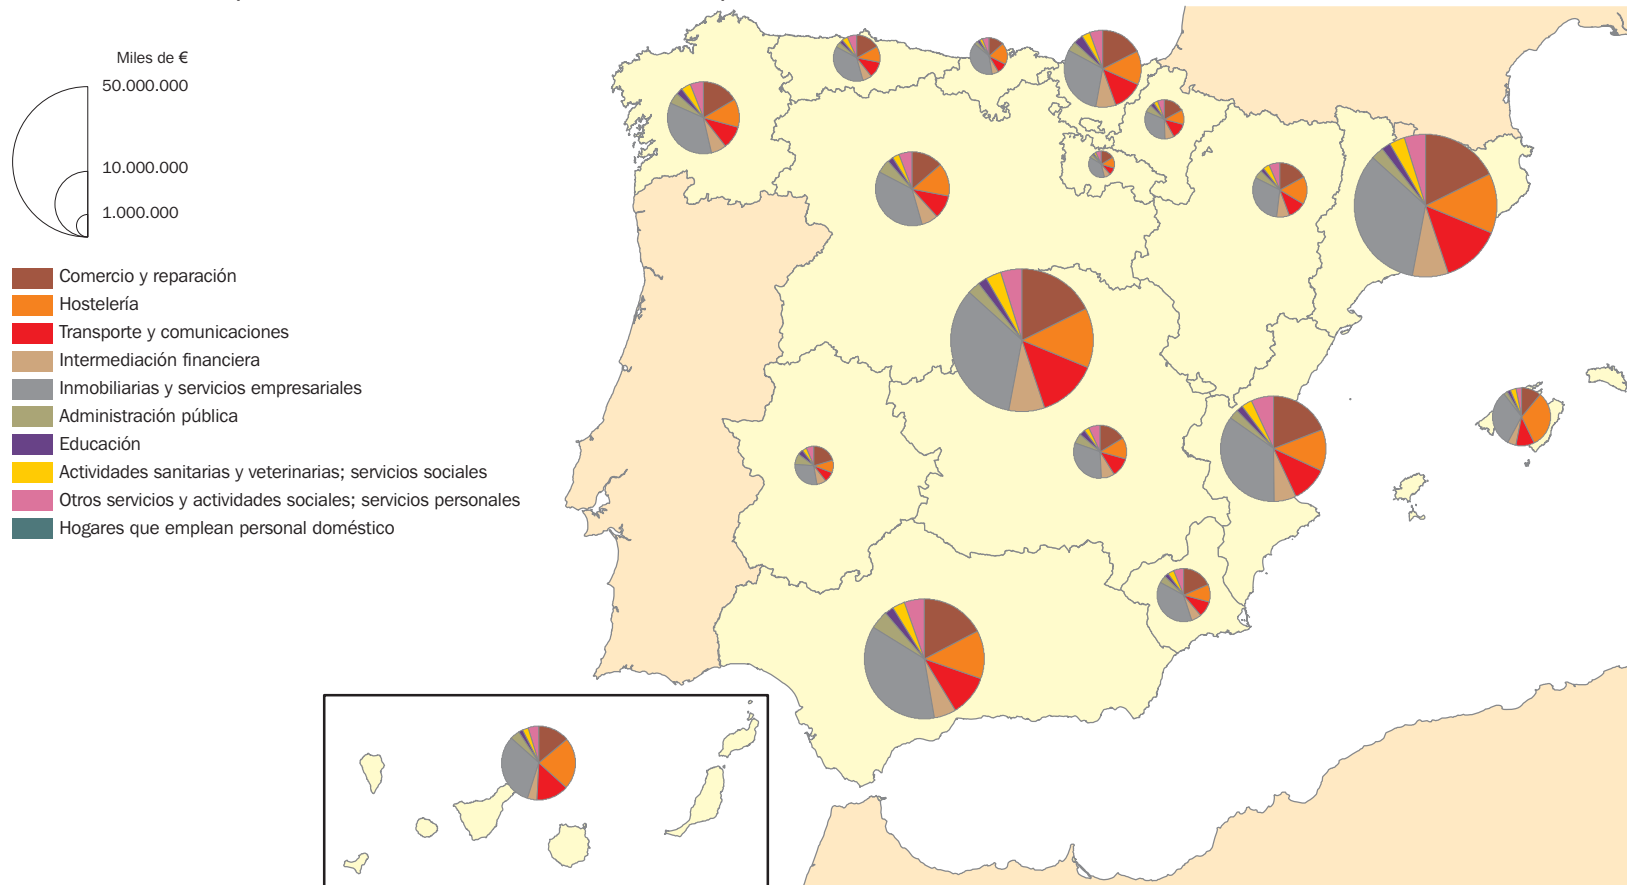 Miles de €
50.000.000
10.000.000
1.000.000
Comercio y reparación
Hostelería
Transporte y comunicaciones
Intermediación financiera
Inmobiliarias y servicios empresariales
Administración pública
Educación
Actividades sanitarias y veterinarias; servicios sociales
Otros servicios y actividades sociales; servicios personales
Hogares que emplean personal doméstico